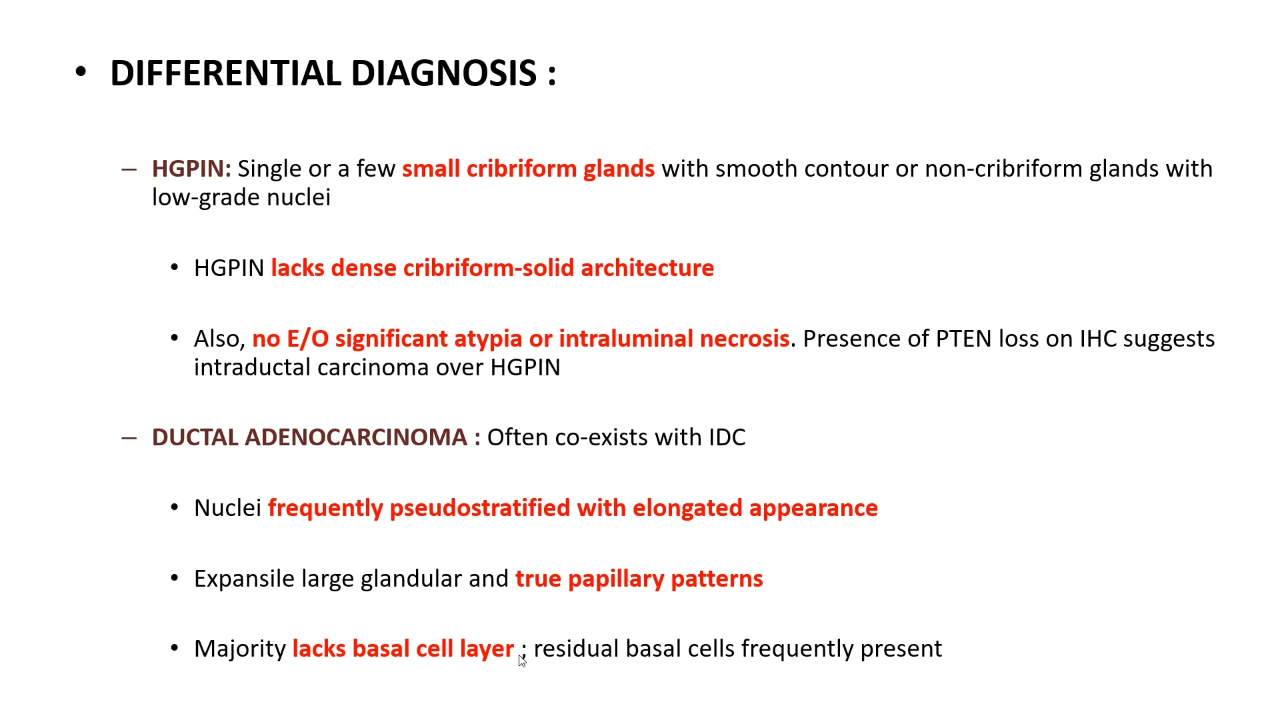 • DIFFERENTIAL DIAGNOSIS :
– HGPIN: Single or a few small cribriform glands with smooth contour or non-cribriform glands with
low-grade nuclei
• HGPIN lacks dense cribriform-solid architecture
• Also, no E/O significant atypia or intraluminal necrosis. Presence of PTEN loss on IHC suggests
intraductal carcinoma over HGPIN
– DUCTAL ADENOCARCINOMA : Often co-exists with IDC
• Nuclei frequently pseudostratified with elongated appearance
• Expansile large glandular and true papillary patterns
• Majority lacks basal cell layer ; residual basal cells frequently present